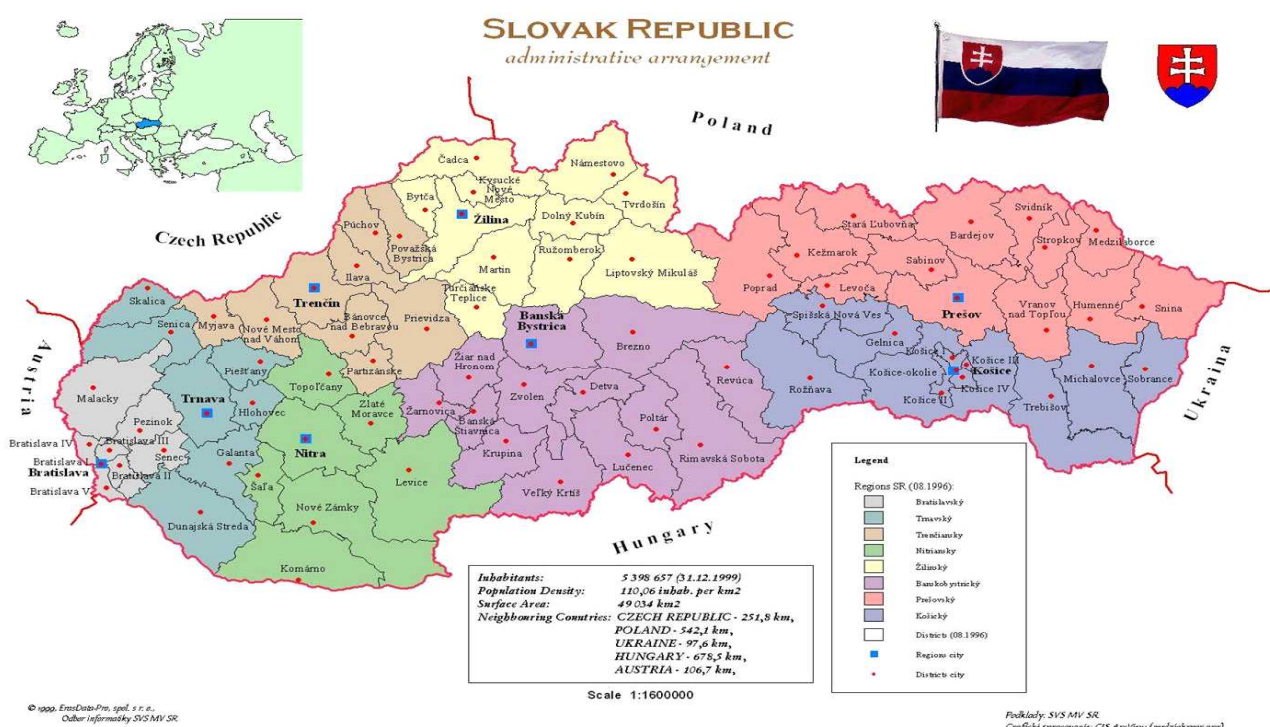 SLOVAK REPUBLIC
administrative arrangement
Poland
Czech Republic
Austria
Ukraina
Hungary
Čadca
Námestovo
Kysucké
Nové
Mesto
Bytča
Tvrdošín
Žilina
Dolný Kubín
Púchov
Považská
Bystrica
Ružomberok
Martin
Liptovský Mikuláš
Ilava
Turčianske
Teplice
Trenčín
Bánovce
nad Bebravou
Prievidza
Skalica
Senica
Myjava
Nové Mesto
nad Váhom
Partizánske
Piešťany
Topoľčany
Svidník
Stará Ľubovňa
Bardejov
Stropkov
Medzilaborce
Kežmarok
Sabinov
Poprad
Levoča
Prešov
Vranov
nad Topľou
Humenné
Snina
Spišská Nová Ves
Gelnica
Košice I
Košice III
Košice
Košice-okolie
Košice IV
Košice II
Rožňava
Michalovce
Sobrance
Trebišov
Banská
Bystrica
Brezno
Žiar nad
Hronom
Revúca
Detva
Zvolen
Žarnovica
Banská
Štiavnica
Poltár
Krupina
Lučenec
Rimavská Sobota
Veľký Krtíš
Malacky
Trnava
Hlohovec
Zlaté
Moravce
Pezinok
Bratislava IV
Bratislava III
Senec
Bratislava I
Bratislava
Bratislava II
Bratislava V
Galanta
Nitra
Šaľa
Levice
Nové Zámky
Dunajská Streda
Komárno
Legend
Regions SR (08.1996):
Bratislavský
Trnavský
Trenčiansky
Nitriansky
Žilinský
Banskobystrický
Prešovský
Košický
Districts (08.1996)
Regions city
Districts city
Inhabitants: 5 398 657 (31.12.1999)
Population Density: 110,06 inhab. per km2
Surface Area: 49 034 km2
Neighbouring Countries: CZECH REPUBLIC - 251,8 km,
POLAND - 542,1 km,
UKRAINE - 97,6 km,
HUNGARY - 678,5 km,
AUSTRIA - 106,7 km,
Scale 1:1600000
© 1999, ErasData-Pro, spol. s r. o.,
Odbor informatiky SVS MV SR
Podklady: SVS MV SR